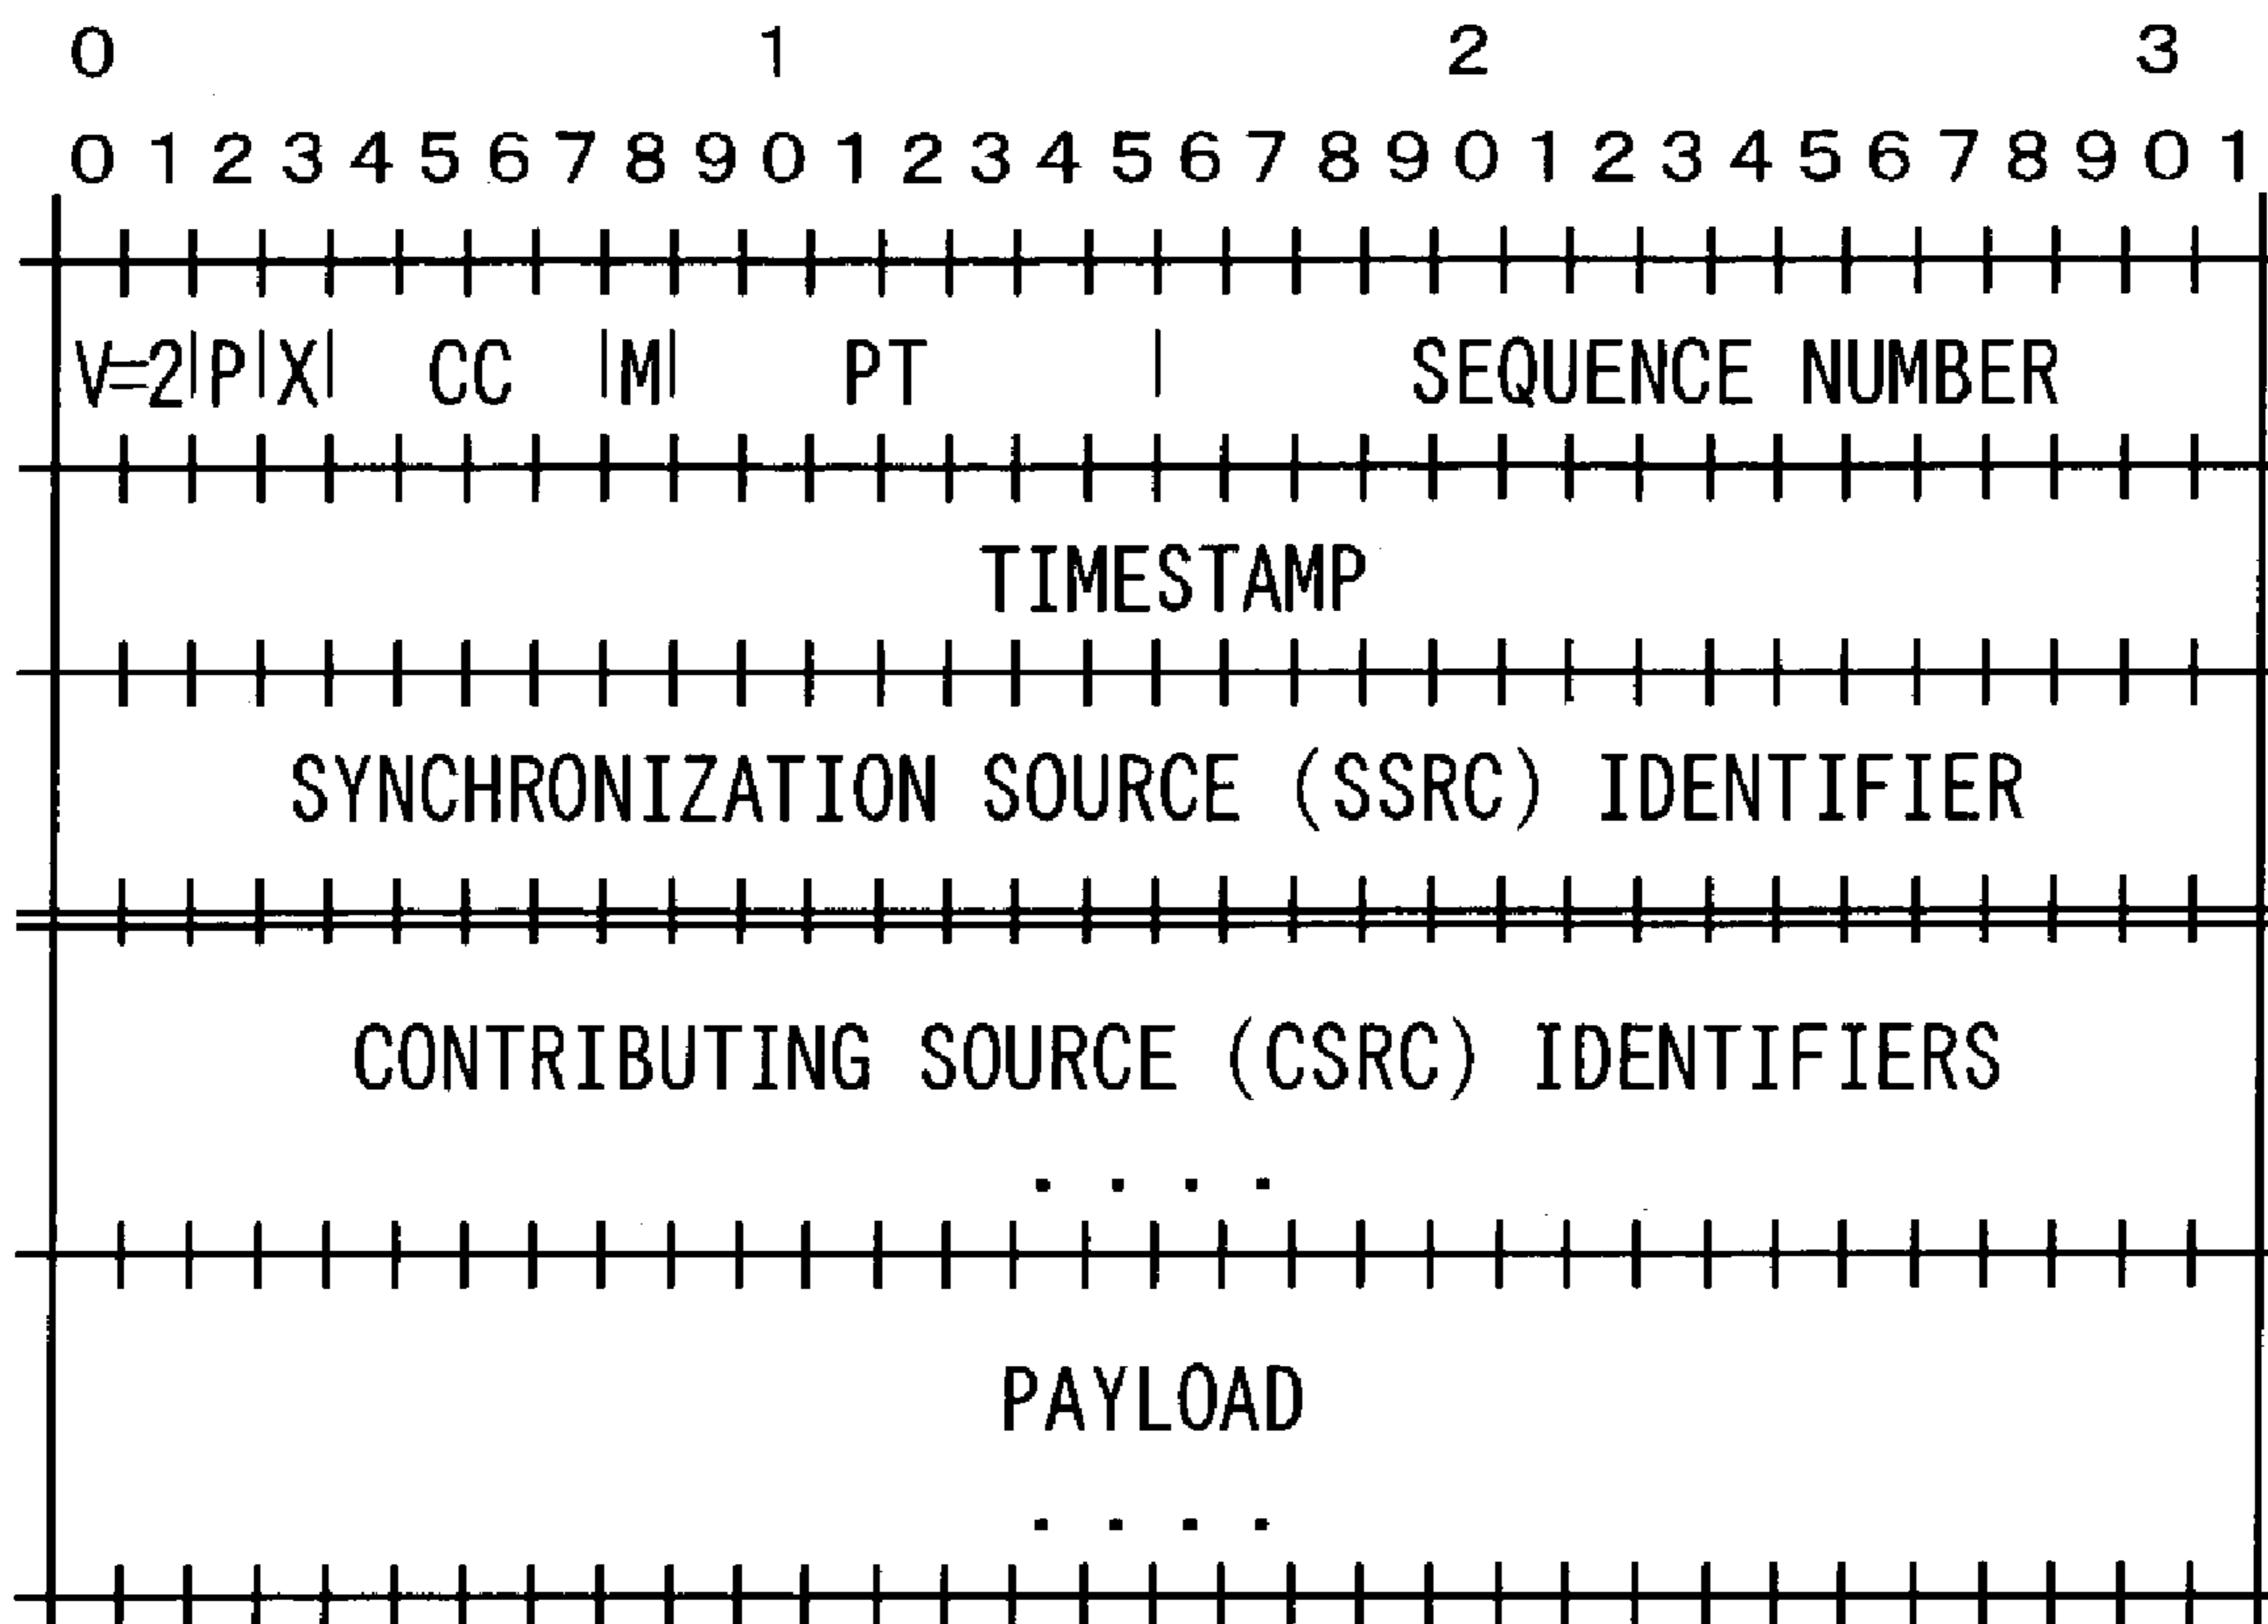 0 1 2 3
0 1 2 3 4 5 6 7 8 9 0 1 2 3 4 5 6 7 8 9 0 1 2 3 4 5 6 7 8 9 0 1
V=2|P|X| CC |M| PT | SEQUENCE NUMBER
TIMESTAMP
SYNCHRONIZATION SOURCE (SSRC) IDENTIFIER
CONTRIBUTING SOURCE (CSRC) IDENTIFIERS
. . . .
PAYLOAD
. . . .